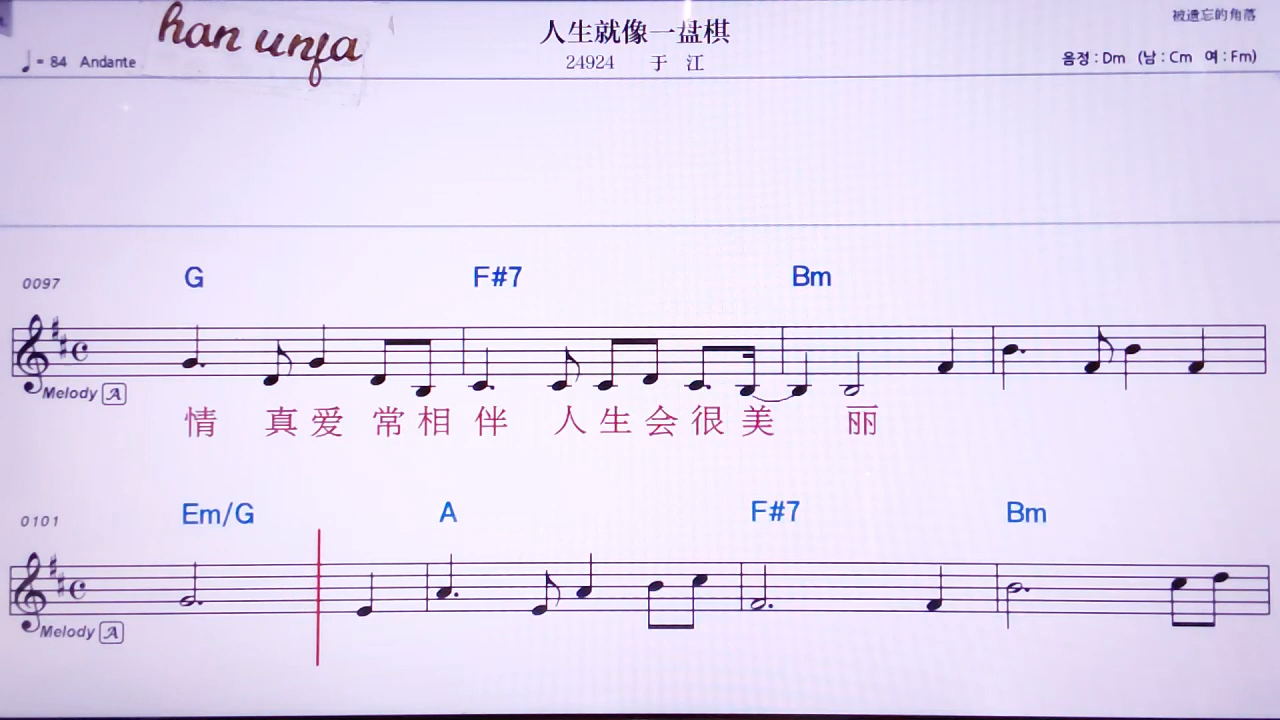 han unfa
人生就像一盘棋
被遗忘的角落
♩= 84 Andante
24924 于 江
음정 : Dm (남 : Cm 여 : Fm)
0097 G F#7 Bm
Melody A
情 真 爱 常 相 伴 人 生 会 很 美 丽
0101 Em/G A F#7 Bm
Melody A